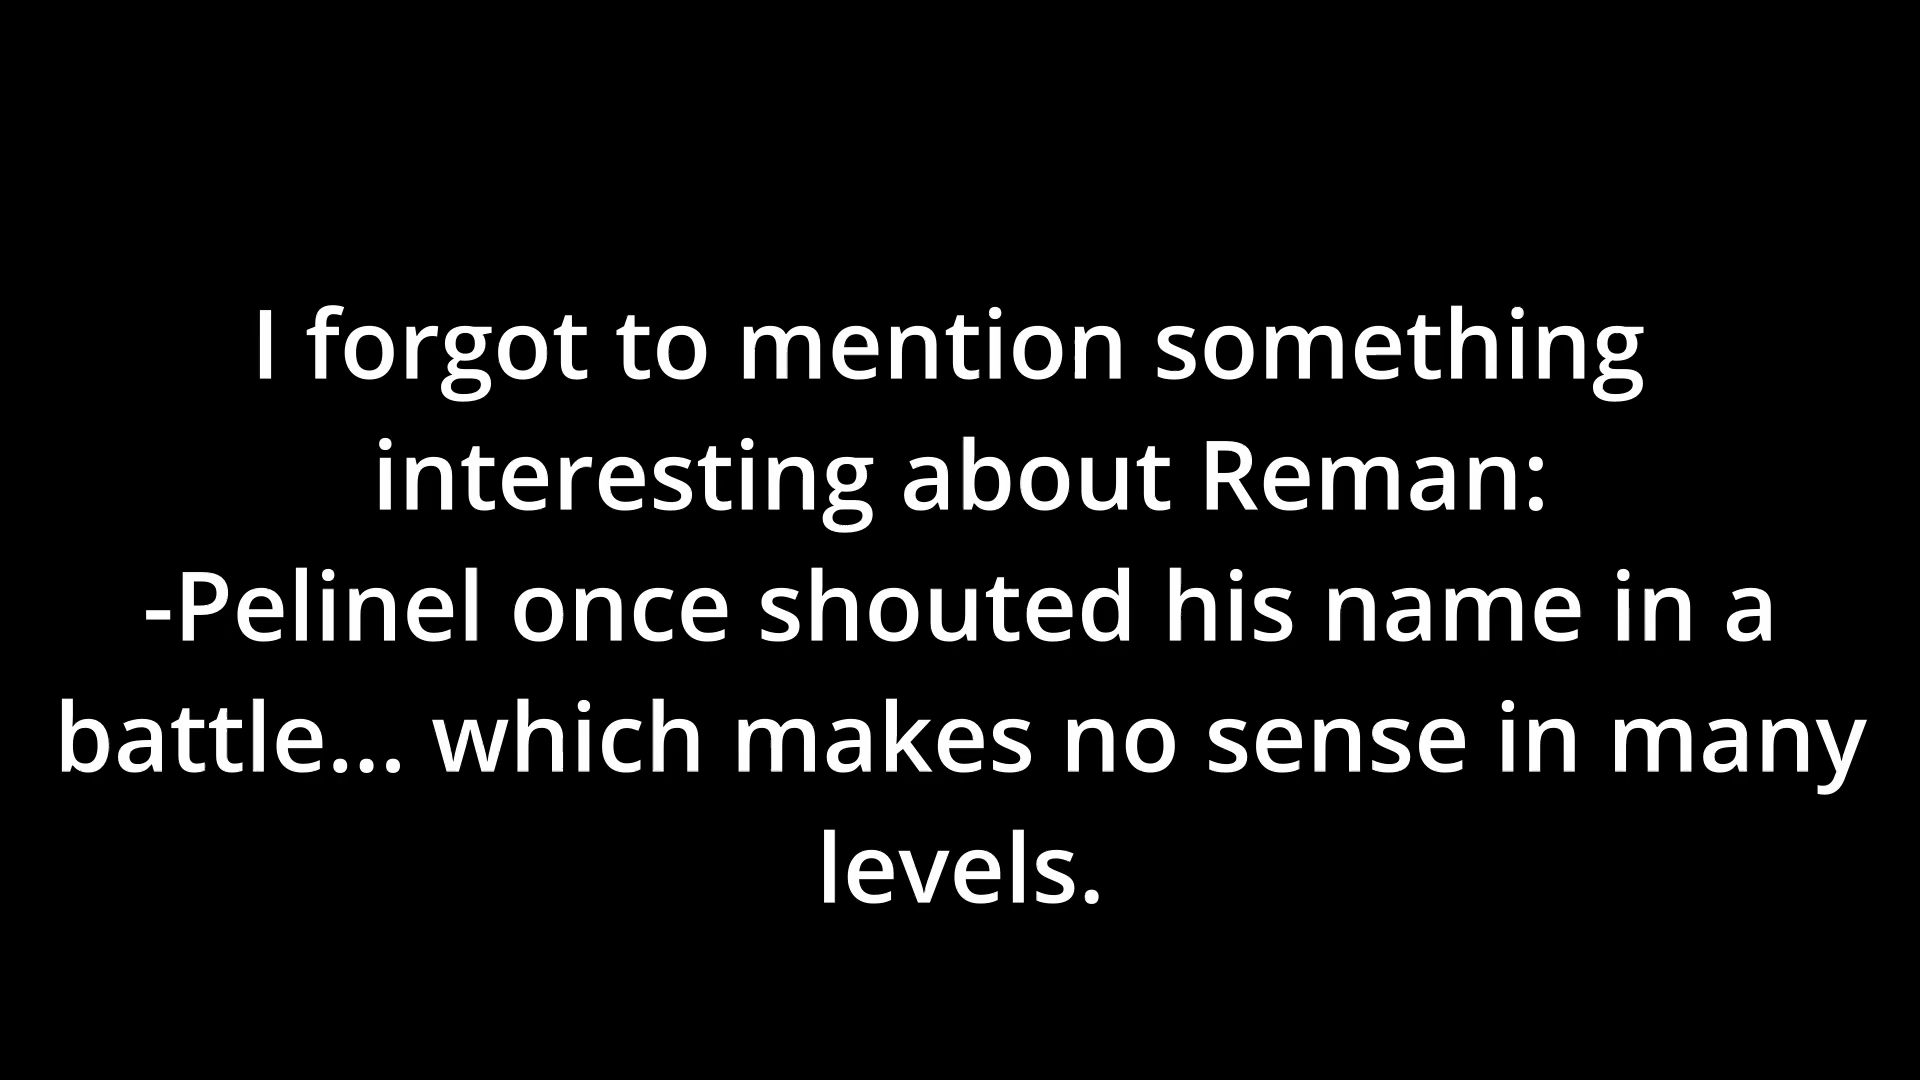 I forgot to mention something
interesting about Reman:
-Pelinel once shouted his name in a
battle... which makes no sense in many
levels.